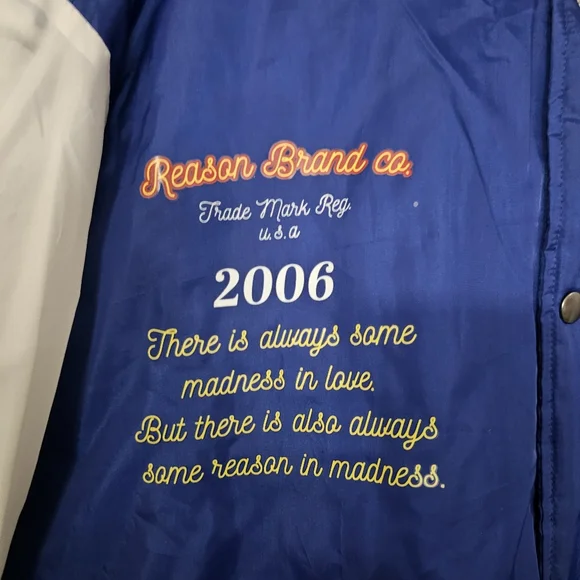 Reason Brand co.
Trade Mark Reg.
u.s.a
2006
There is always some
madness in love.
But there is also always
some reason in madness.